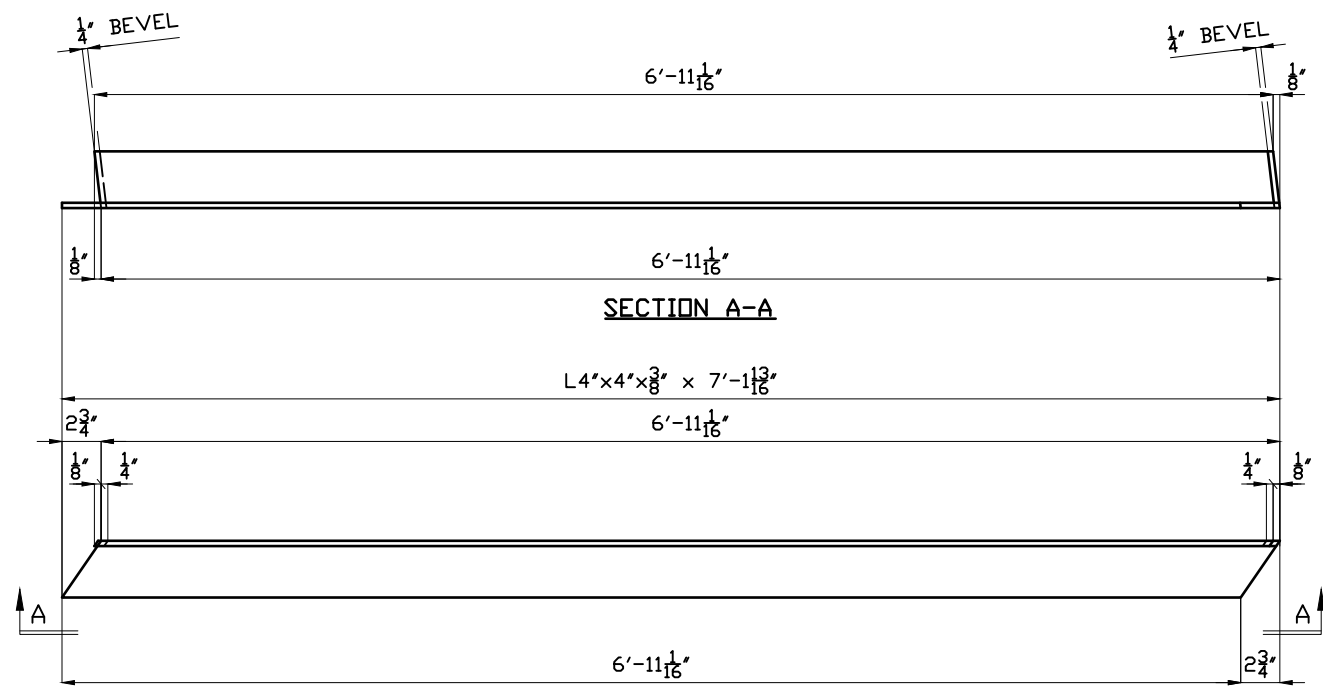 1/4" BEVEL
1/4" BEVEL
6'-11 1/16"
1/8"
1/8"
6'-11 1/16"
SECTION A-A
L4"x4"x3/8" x 7'-1 13/16"
2 3/4"
6'-11 1/16"
1/8"
1/4"
1/4"
1/8"
A
A
6'-11 1/16"
2 3/4"